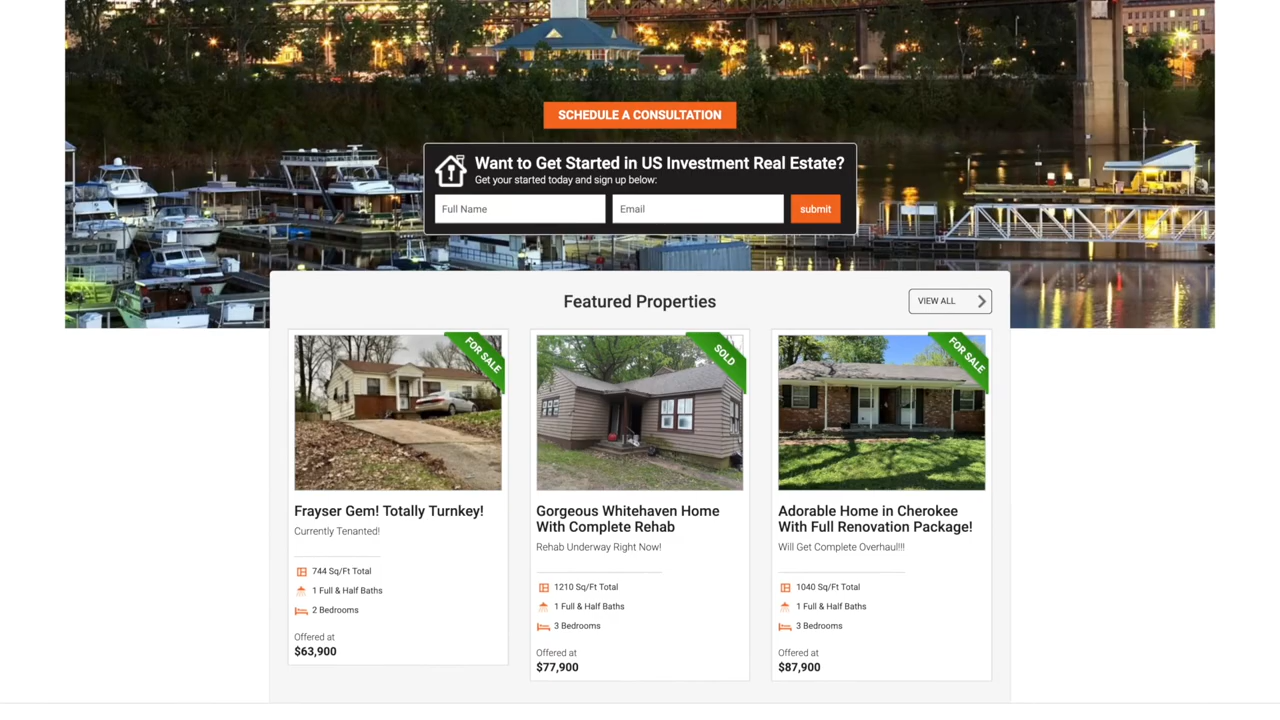 SCHEDULE A CONSULTATION
Want to Get Started in US Investment Real Estate?
Get your started today and sign up below:
Full Name
Email
submit
Featured Properties
VIEW ALL
FOR SALE
Frayser Gem! Totally Turnkey!
Currently Tenanted!
744 Sq/Ft Total
1 Full & Half Baths
2 Bedrooms
Offered at
$63,900
SOLD
Gorgeous Whitehaven Home
With Complete Rehab
Rehab Underway Right Now!
1210 Sq/Ft Total
1 Full & Half Baths
3 Bedrooms
Offered at
$77,900
FOR SALE
Adorable Home in Cherokee
With Full Renovation Package!
Will Get Complete Overhaul!!!
1040 Sq/Ft Total
1 Full & Half Baths
3 Bedrooms
Offered at
$87,900